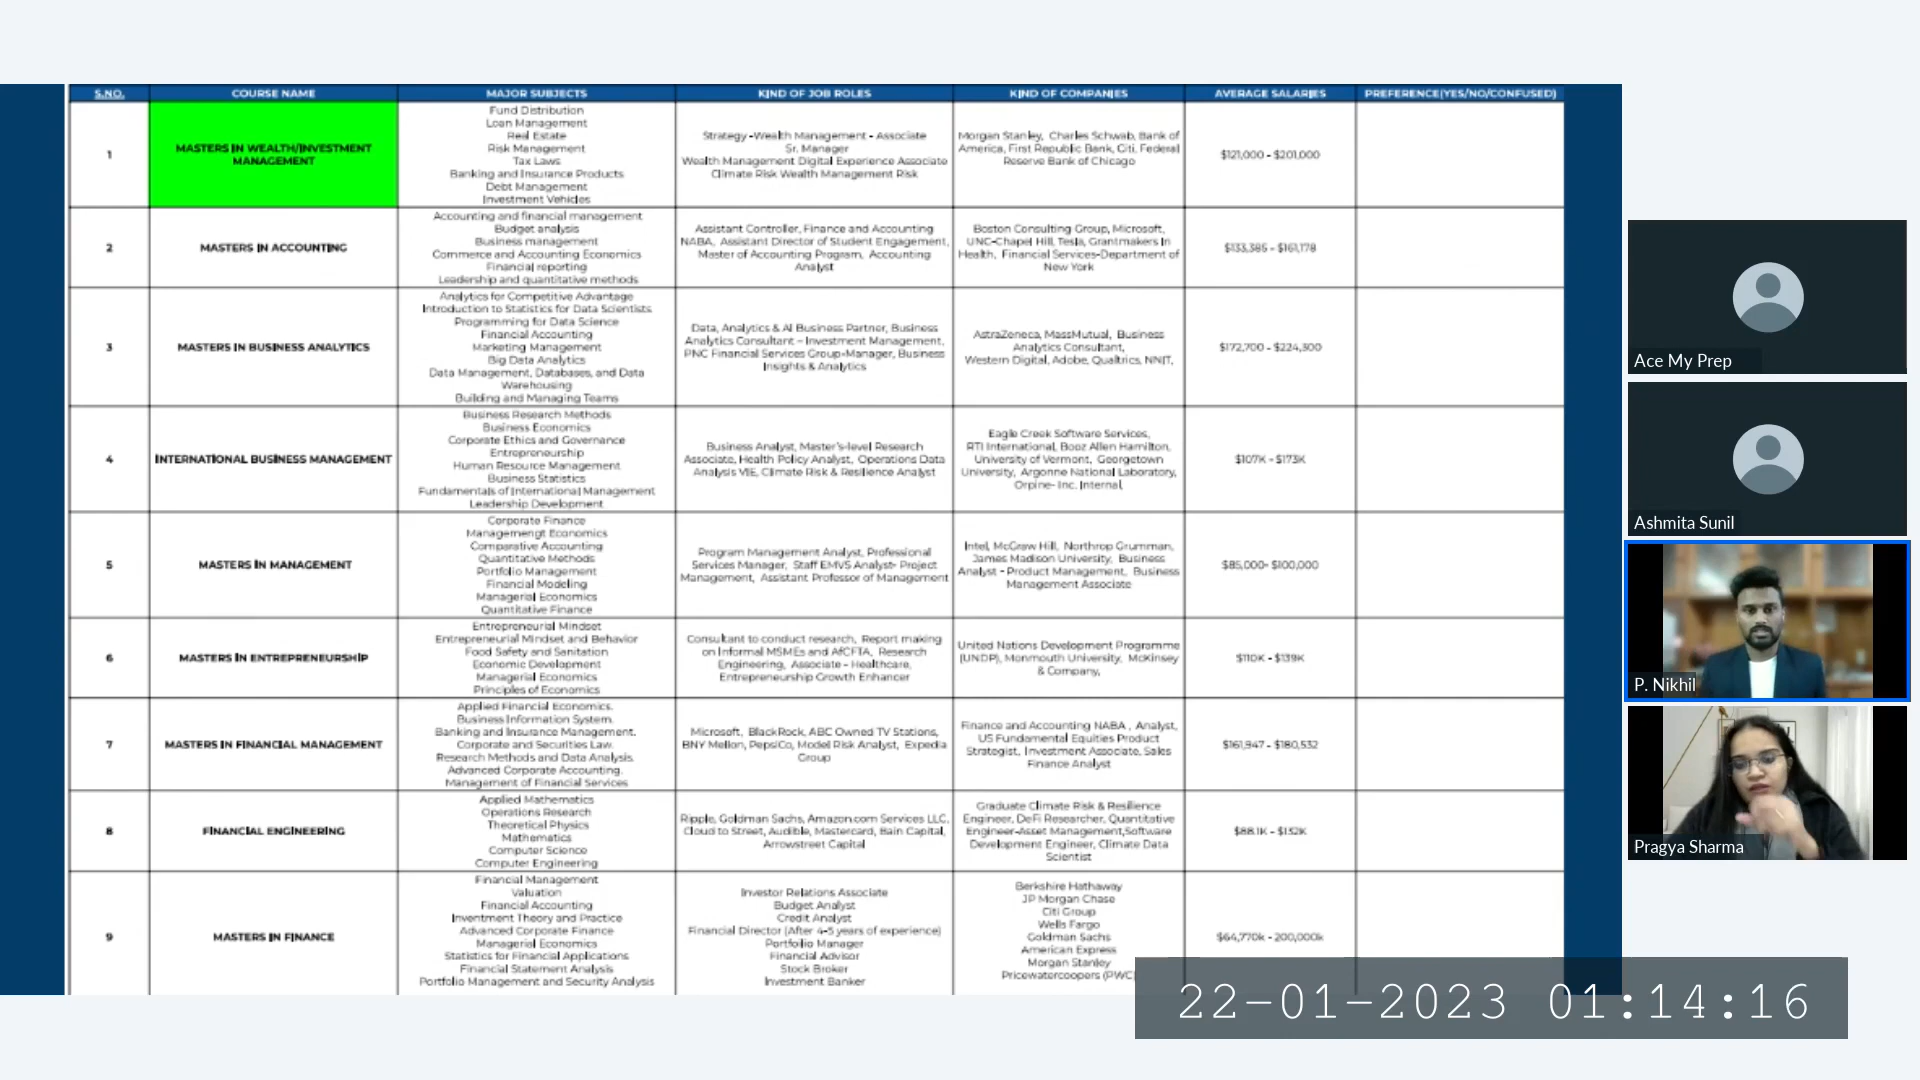 S.NO. COURSE NAME MAJOR SUBJECTS KIND OF JOB ROLES KIND OF COMPANIES AVERAGE SALARIES PREFERENCE(YES/NO/CONFUSED)
1
MASTERS IN WEALTH/INVESTMENT
MANAGEMENT
Fund Distribution
Loan Management
Real Estate
Risk Management
Tax Laws
Banking and Insurance Products
Debt Management
Investment Vehicles
Strategy -Wealth Management - Associate
Sr. Manager
Wealth Management Digital Experience Associate
Climate Risk Wealth Management Risk
Morgan Stanley, Charles Schwab, Bank of
America, First Republic Bank, Citi, Federal
Reserve Bank of Chicago
$121,000 - $201,000
2
MASTERS IN ACCOUNTING
Accounting and financial management
Budget analysis
Business management
Commerce and Accounting Economics
Financial reporting
Leadership and quantitative methods
Assistant Controller, Finance and Accounting
NABA, Assistant Director of Student Engagement,
Master of Accounting Program, Accounting
Analyst
Boston Consulting Group, Microsoft,
UNC-Chapel Hill, Tesla, Grantmakers In
Health, Financial Services-Department of
New York
$133,385 - $161,178
3
MASTERS IN BUSINESS ANALYTICS
Analytics for Competitive Advantage
Introduction to Statistics for Data Scientists
Programming for Data Science
Financial Accounting
Marketing Management
Big Data Analytics
Data Management, Databases, and Data
Warehousing
Building and Managing Teams
Data, Analytics & AI Business Partner, Business
Analytics Consultant – Investment Management,
PNC Financial Services Group-Manager, Business
Insights & Analytics
AstraZeneca, MassMutual, Business
Analytics Consultant,
Western Digital, Adobe, Qualtrics, NNIT,
$172,700 - $224,300
4
INTERNATIONAL BUSINESS MANAGEMENT
Business Research Methods
Business Economics
Corporate Ethics and Governance
Entrepreneurship
Human Resource Management
Business Statistics
Fundamentals of International Management
Leadership Development
Business Analyst, Master's-level Research
Associate, Health Policy Analyst, Operations Data
Analysis VIE, Climate Risk & Resilience Analyst
Eagle Creek Software Services,
RTI International, Booz Allen Hamilton,
University of Vermont, Georgetown
University, Argonne National Laboratory,
Orpine- Inc. Internal,
$107K - $173K
5
MASTERS IN MANAGEMENT
Corporate Finance
Managemengt Economics
Comparative Accounting
Quantitative Methods
Portfolio Management
Financial Modeling
Managerial Economics
Quantitative Finance
Program Management Analyst, Professional
Services Manager, Staff EMVS Analyst- Project
Management, Assistant Professor of Management
Intel, McGraw Hill, Northrop Grumman,
James Madison University, Business
Analyst - Product Management, Business
Management Associate
$85,000- $100,000
6
MASTERS IN ENTREPRENEURSHIP
Entrepreneurial Mindset
Entrepreneurial Mindset and Behavior
Food Safety and Sanitation
Economic Development
Managerial Economics
Principles of Economics
Consultant to conduct research, Report making
on Informal MSMEs and AfCFTA, Research
Engineering, Associate - Healthcare,
Entrepreneurship Growth Enhancer
United Nations Development Programme
(UNDP), Monmouth University, McKinsey
& Company,
$110K - $139K
7
MASTERS IN FINANCIAL MANAGEMENT
Applied Financial Economics.
Business Information System.
Banking and Insurance Management.
Corporate and Securities Law.
Research Methods and Data Analysis.
Advanced Corporate Accounting.
Management of Financial Services
Microsoft, BlackRock, ABC Owned TV Stations,
BNY Mellon, PepsiCo, Model Risk Analyst, Expedia
Group
Finance and Accounting NABA , Analyst,
US Fundamental Equities Product
Strategist, Investment Associate, Sales
Finance Analyst
$161,947 - $180,532
8
FINANCIAL ENGINEERING
Applied Mathematics
Operations Research
Theoretical Physics
Mathematics
Computer Science
Computer Engineering
Ripple, Goldman Sachs, Amazon.com Services LLC,
Cloud to Street, Audible, Mastercard, Bain Capital,
Arrowstreet Capital
Graduate Climate Risk & Resilience
Engineer, DeFi Researcher, Quantitative
Engineer-Asset Management,Software
Development Engineer, Climate Data
Scientist
$88.1K - $132K
9
MASTERS IN FINANCE
Financial Management
Valuation
Financial Accounting
Inventment Theory and Practice
Advanced Corporate Finance
Managerial Economics
Statistics for Financial Applications
Financial Statement Analysis
Portfolio Management and Security Analysis
Investor Relations Associate
Budget Analyst
Credit Analyst
Financial Director (After 4-5 years of experience)
Portfoilio Manager
Financial Advisor
Stock Broker
Investment Banker
Berkshire Hathaway
JP Morgan Chase
Citi Group
Wells Fargo
Goldman Sachs
American Express
Morgan Stanley
Pricewatercoopers (PWC)
$64,770k - 200,000k
Ace My Prep
Ashmita Sunil
P. Nikhil
Pragya Sharma
22-01-2023 01:14:16